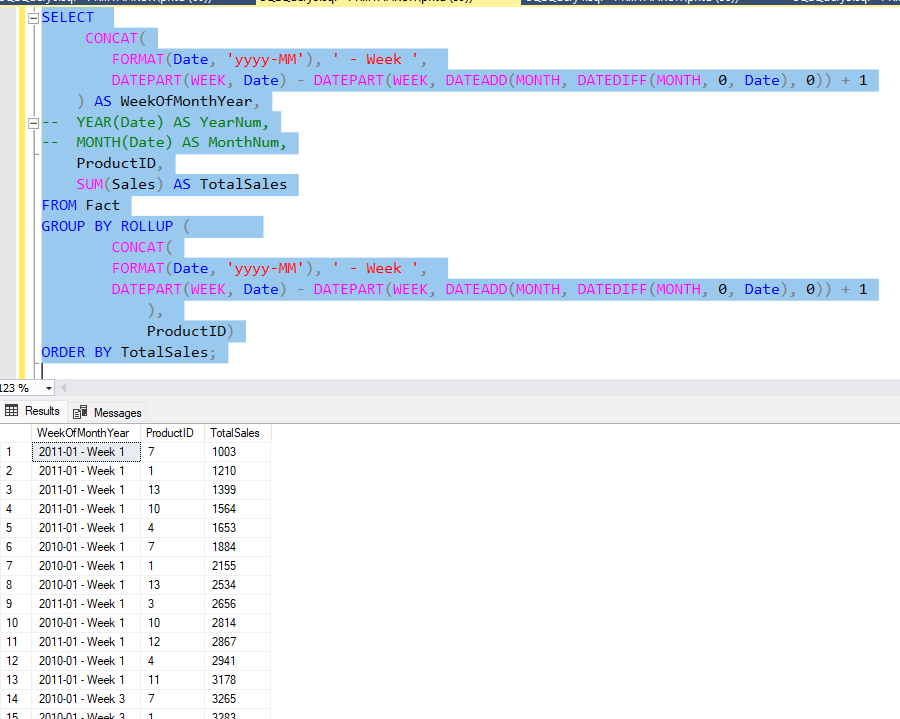 SELECT
CONCAT(
FORMAT(Date, 'yyyy-MM'), ' - Week ',
DATEPART(WEEK, Date) - DATEPART(WEEK, DATEADD(MONTH, DATEDIFF(MONTH, 0, Date), 0)) + 1
) AS WeekOfMonthYear,
-- YEAR(Date) AS YearNum,
-- MONTH(Date) AS MonthNum,
ProductID,
SUM(Sales) AS TotalSales
FROM Fact
GROUP BY ROLLUP (
CONCAT(
FORMAT(Date, 'yyyy-MM'), ' - Week ',
DATEPART(WEEK, Date) - DATEPART(WEEK, DATEADD(MONTH, DATEDIFF(MONTH, 0, Date), 0)) + 1
),
ProductID)
ORDER BY TotalSales;
123 %
Results Messages
WeekOfMonthYear ProductID TotalSales
1 2011-01 - Week 1 7 1003
2 2011-01 - Week 1 1 1210
3 2011-01 - Week 1 13 1399
4 2011-01 - Week 1 10 1564
5 2011-01 - Week 1 4 1653
6 2010-01 - Week 1 7 1884
7 2010-01 - Week 1 1 2155
8 2010-01 - Week 1 13 2534
9 2011-01 - Week 1 3 2656
10 2010-01 - Week 1 10 2814
11 2011-01 - Week 1 12 2867
12 2010-01 - Week 1 4 2941
13 2011-01 - Week 1 11 3178
14 2010-01 - Week 3 7 3265
15 2010-01 - Week 3 1 3283